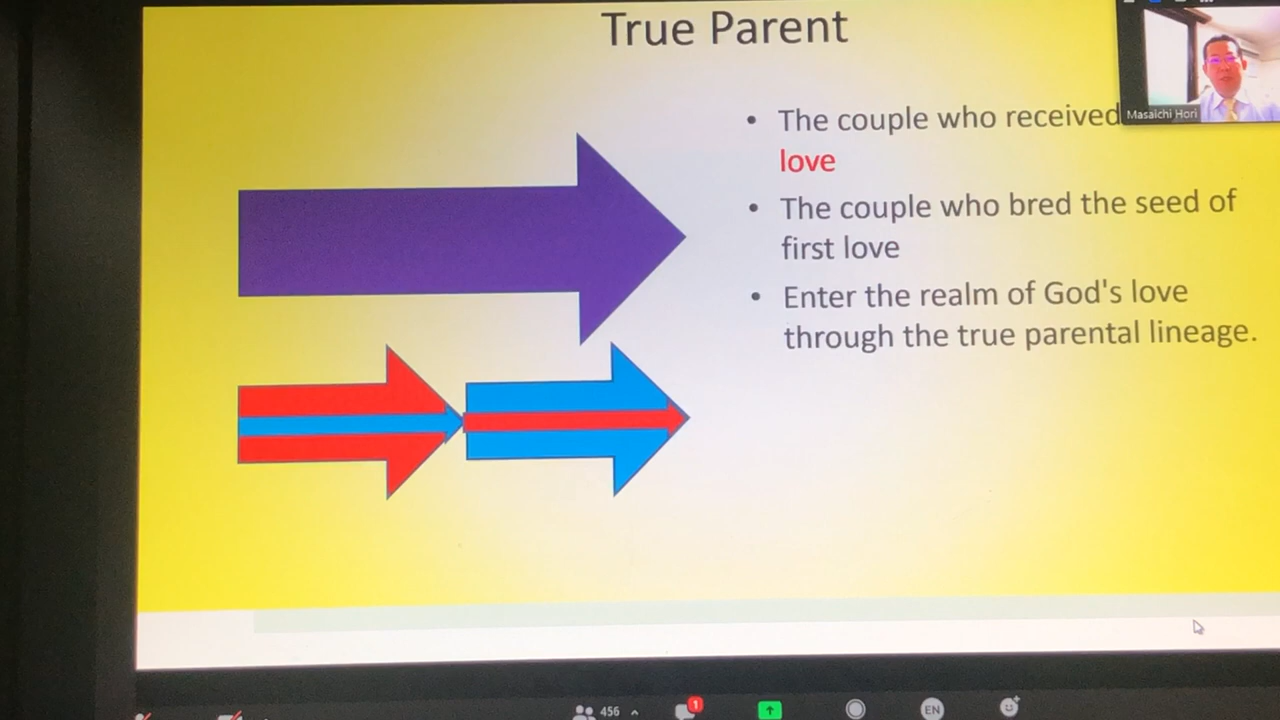 True Parent
Masaichi Hori
• The couple who received
love
• The couple who bred the seed of
first love
• Enter the realm of God's love
through the true parental lineage.
456
1
EN